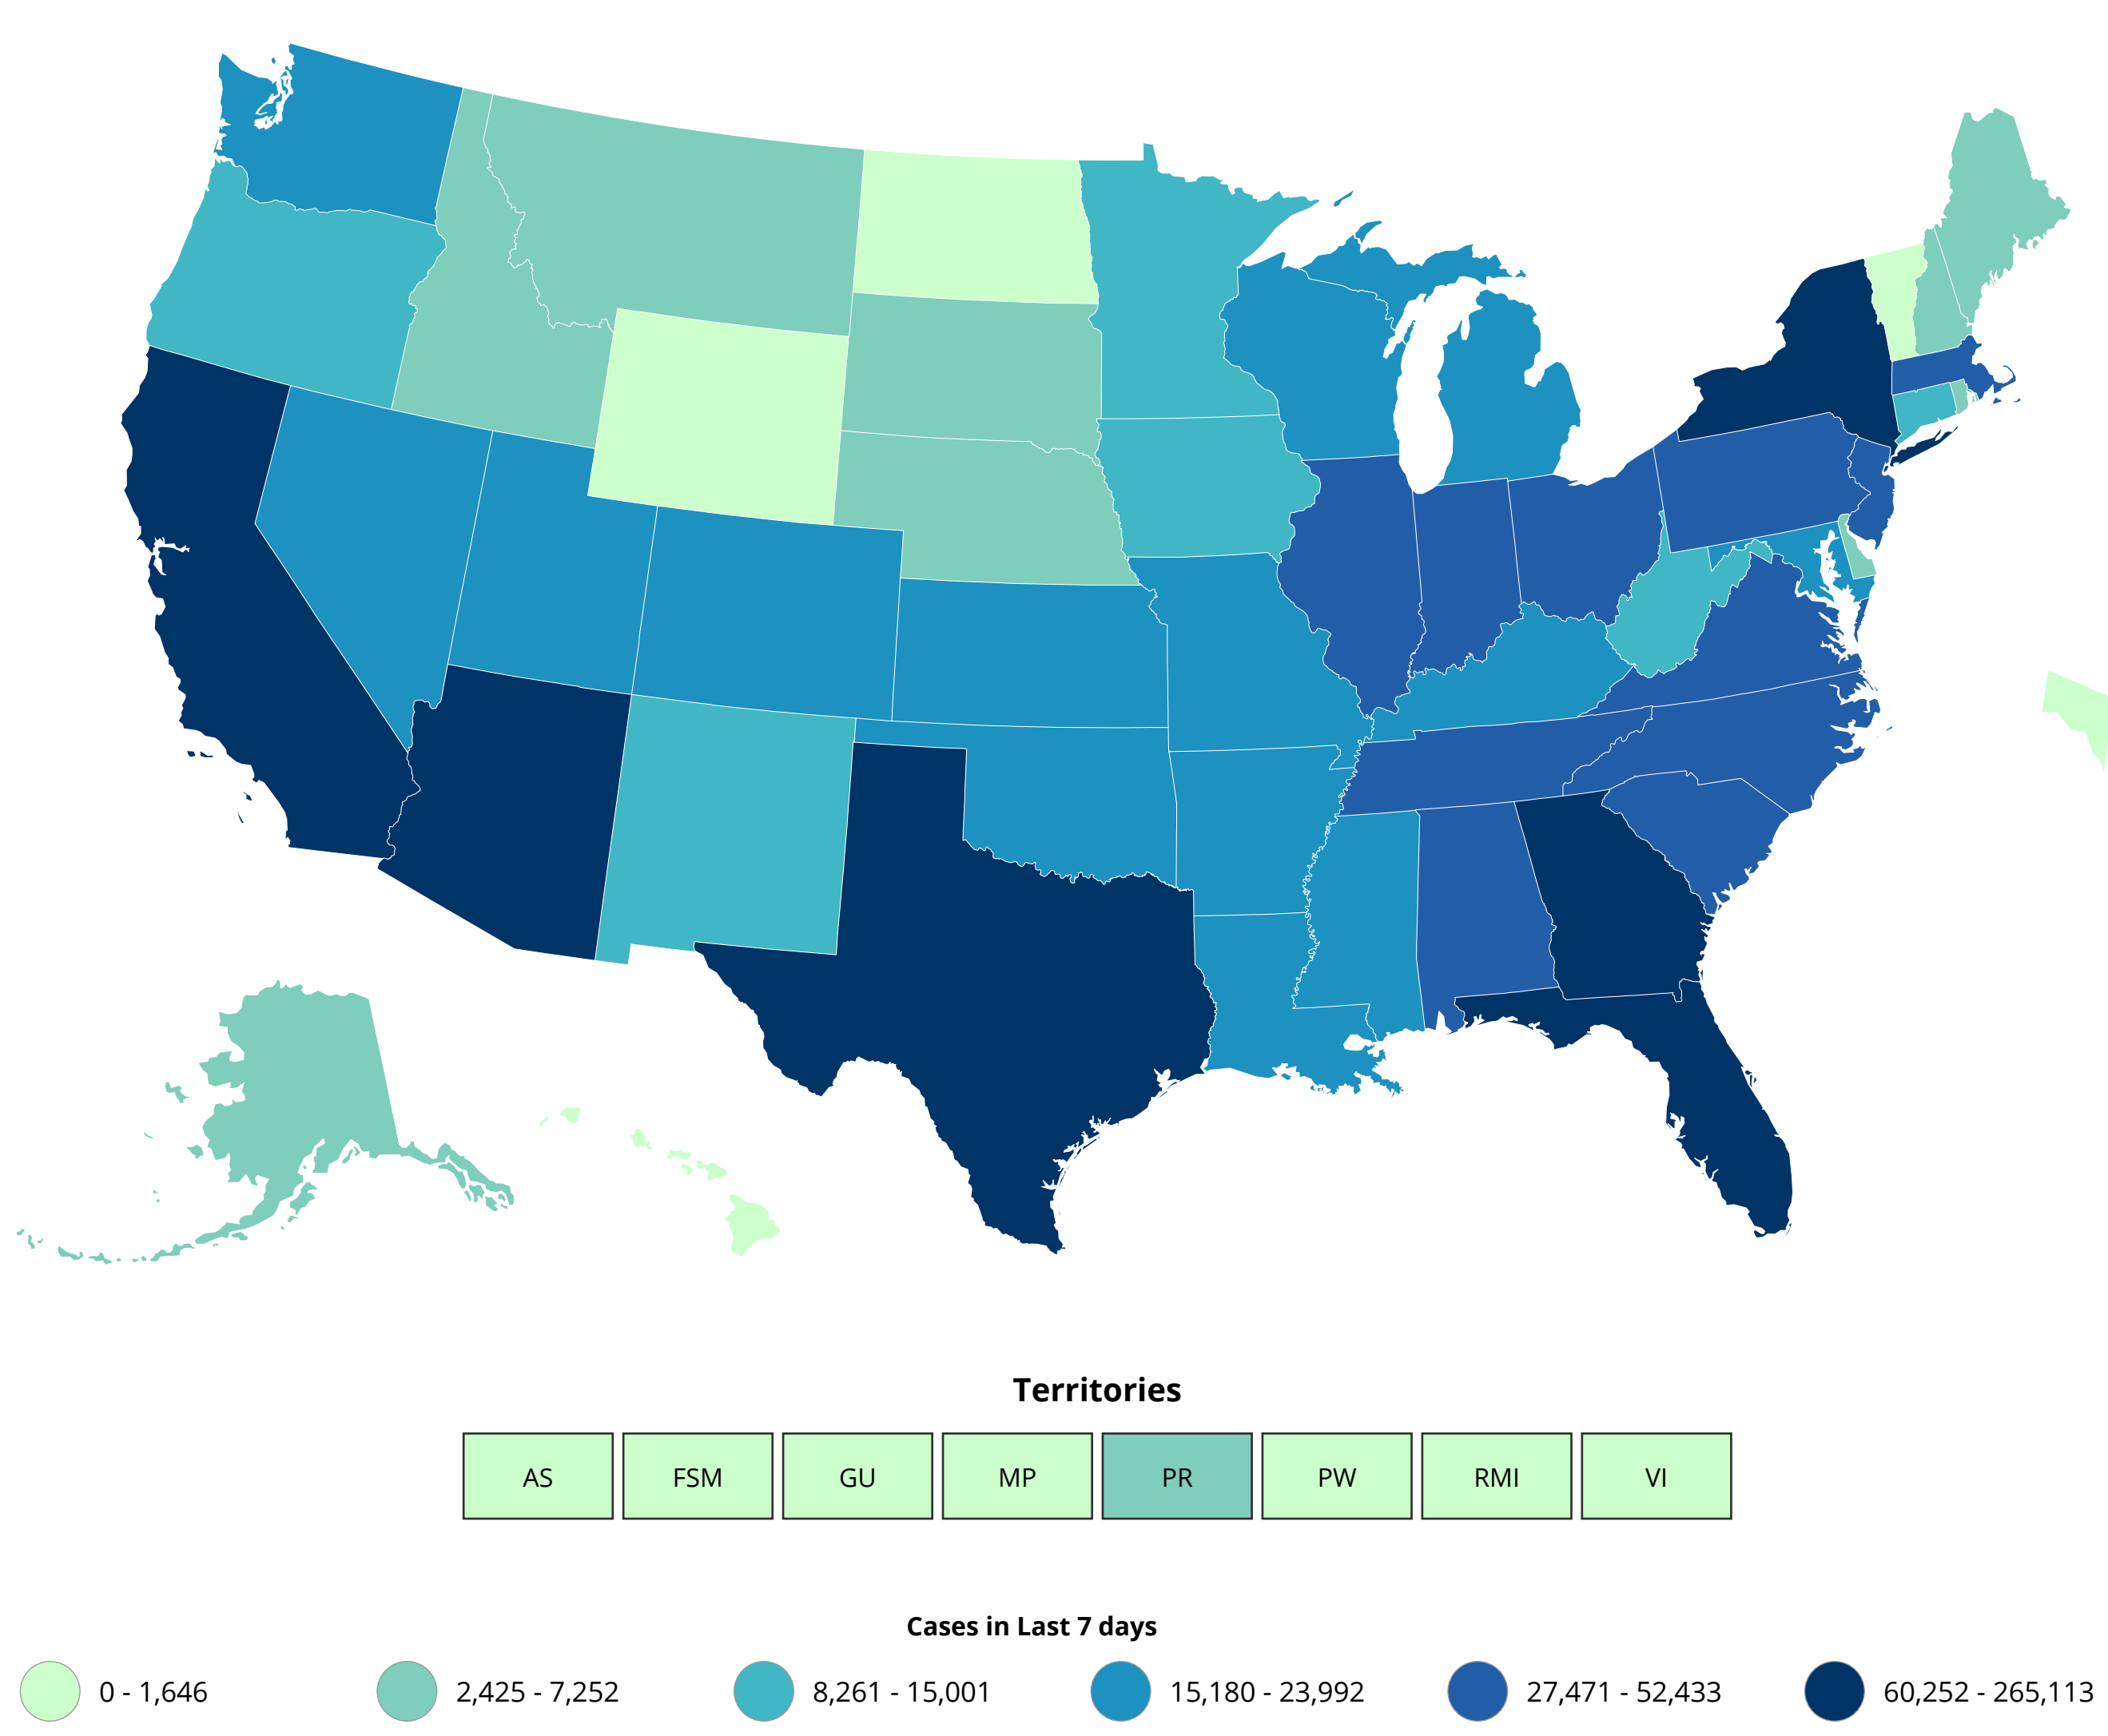 Territories
AS FSM GU MP PR PW RMI VI
Cases in Last 7 days
0 - 1,646 2,425 - 7,252 8,261 - 15,001 15,180 - 23,992 27,471 - 52,433 60,252 - 265,113